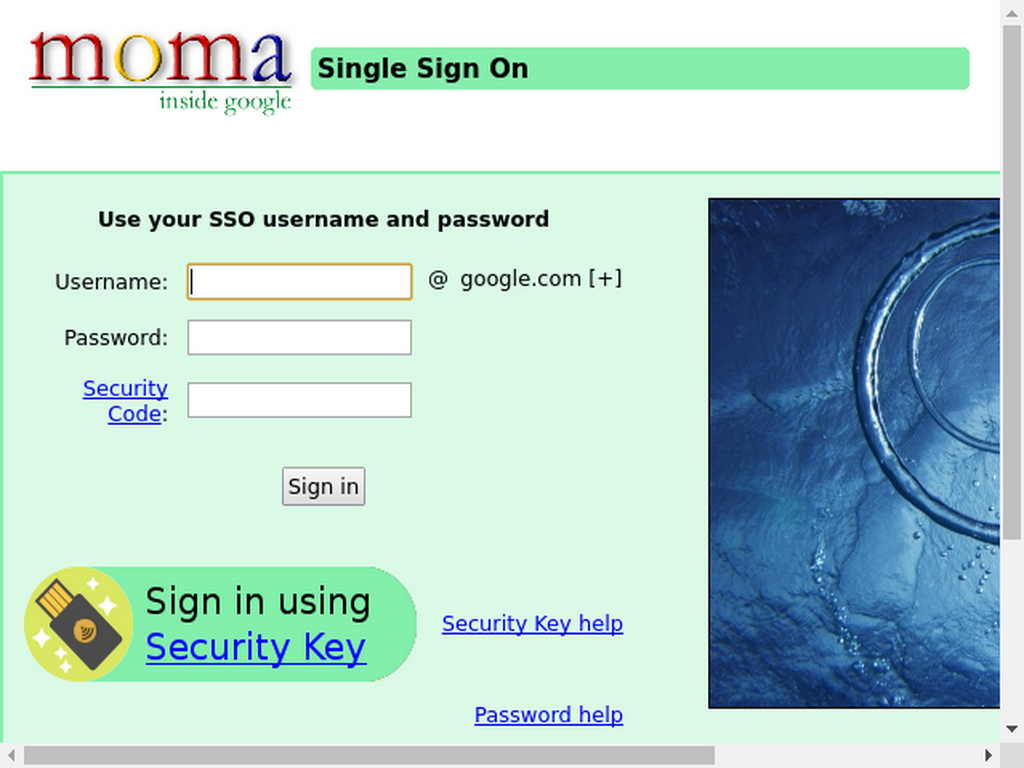 moma
inside google
Single Sign On
Use your SSO username and password
Username:
@ google.com [+]
Password:
Security
Code:
Sign in
Sign in using
Security Key
Security Key help
Password help